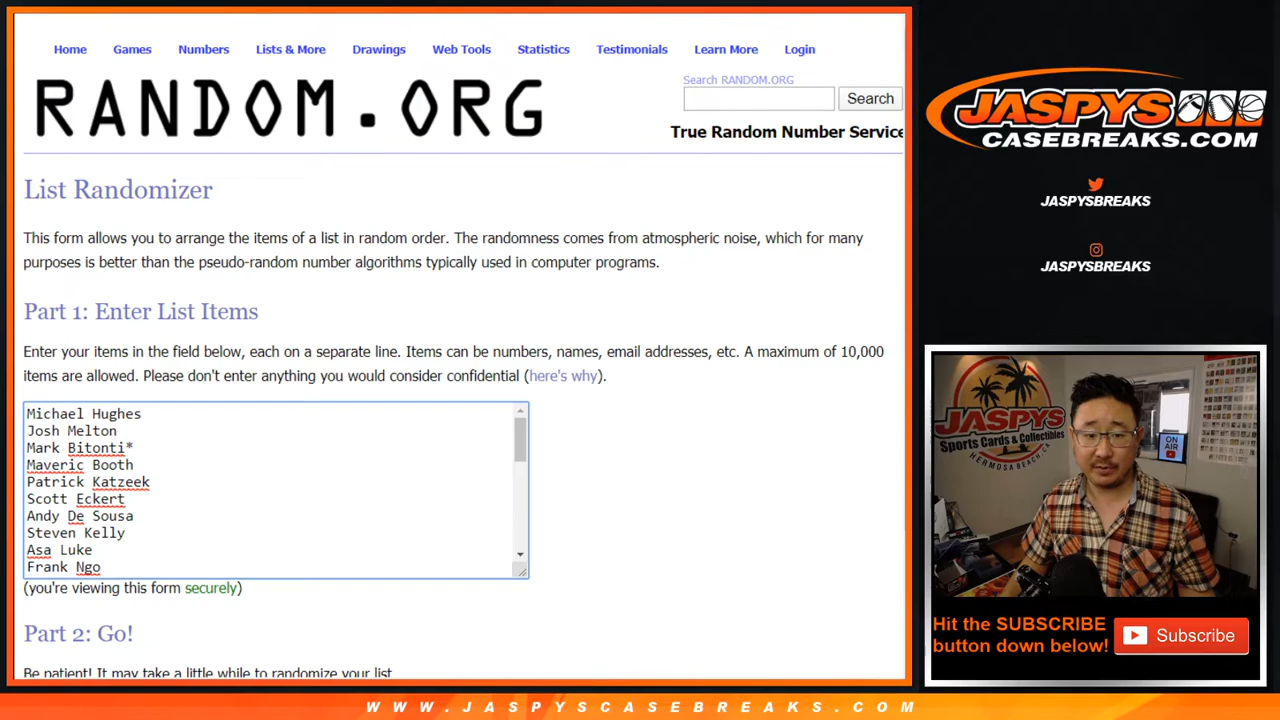 Home Games Numbers Lists & More Drawings Web Tools Statistics Testimonials Learn More Login
RANDOM.ORG
Search RANDOM.ORG
Search
True Random Number Service
List Randomizer
This form allows you to arrange the items of a list in random order. The randomness comes from atmospheric noise, which for many
purposes is better than the pseudo-random number algorithms typically used in computer programs.
Part 1: Enter List Items
Enter your items in the field below, each on a separate line. Items can be numbers, names, email addresses, etc. A maximum of 10,000
items are allowed. Please don't enter anything you would consider confidential (here's why).
Michael Hughes
Josh Melton
Mark Bitonti*
Maveric Booth
Patrick Katzeek
Scott Eckert
Andy De Sousa
Steven Kelly
Asa Luke
Frank Ngo
(you're viewing this form securely)
Part 2: Go!
Be patient! It may take a little while to randomize your list
JASPYS
CASEBREAKS.COM
JASPYSBREAKS
JASPYSBREAKS
JASPYS
Sports Cards & Collectibles
HERMOSA BEACH, CA
ON
AIR
Hit the SUBSCRIBE
button down below!
Subscribe
WWW.JASPYSCASEBREAKS.COM